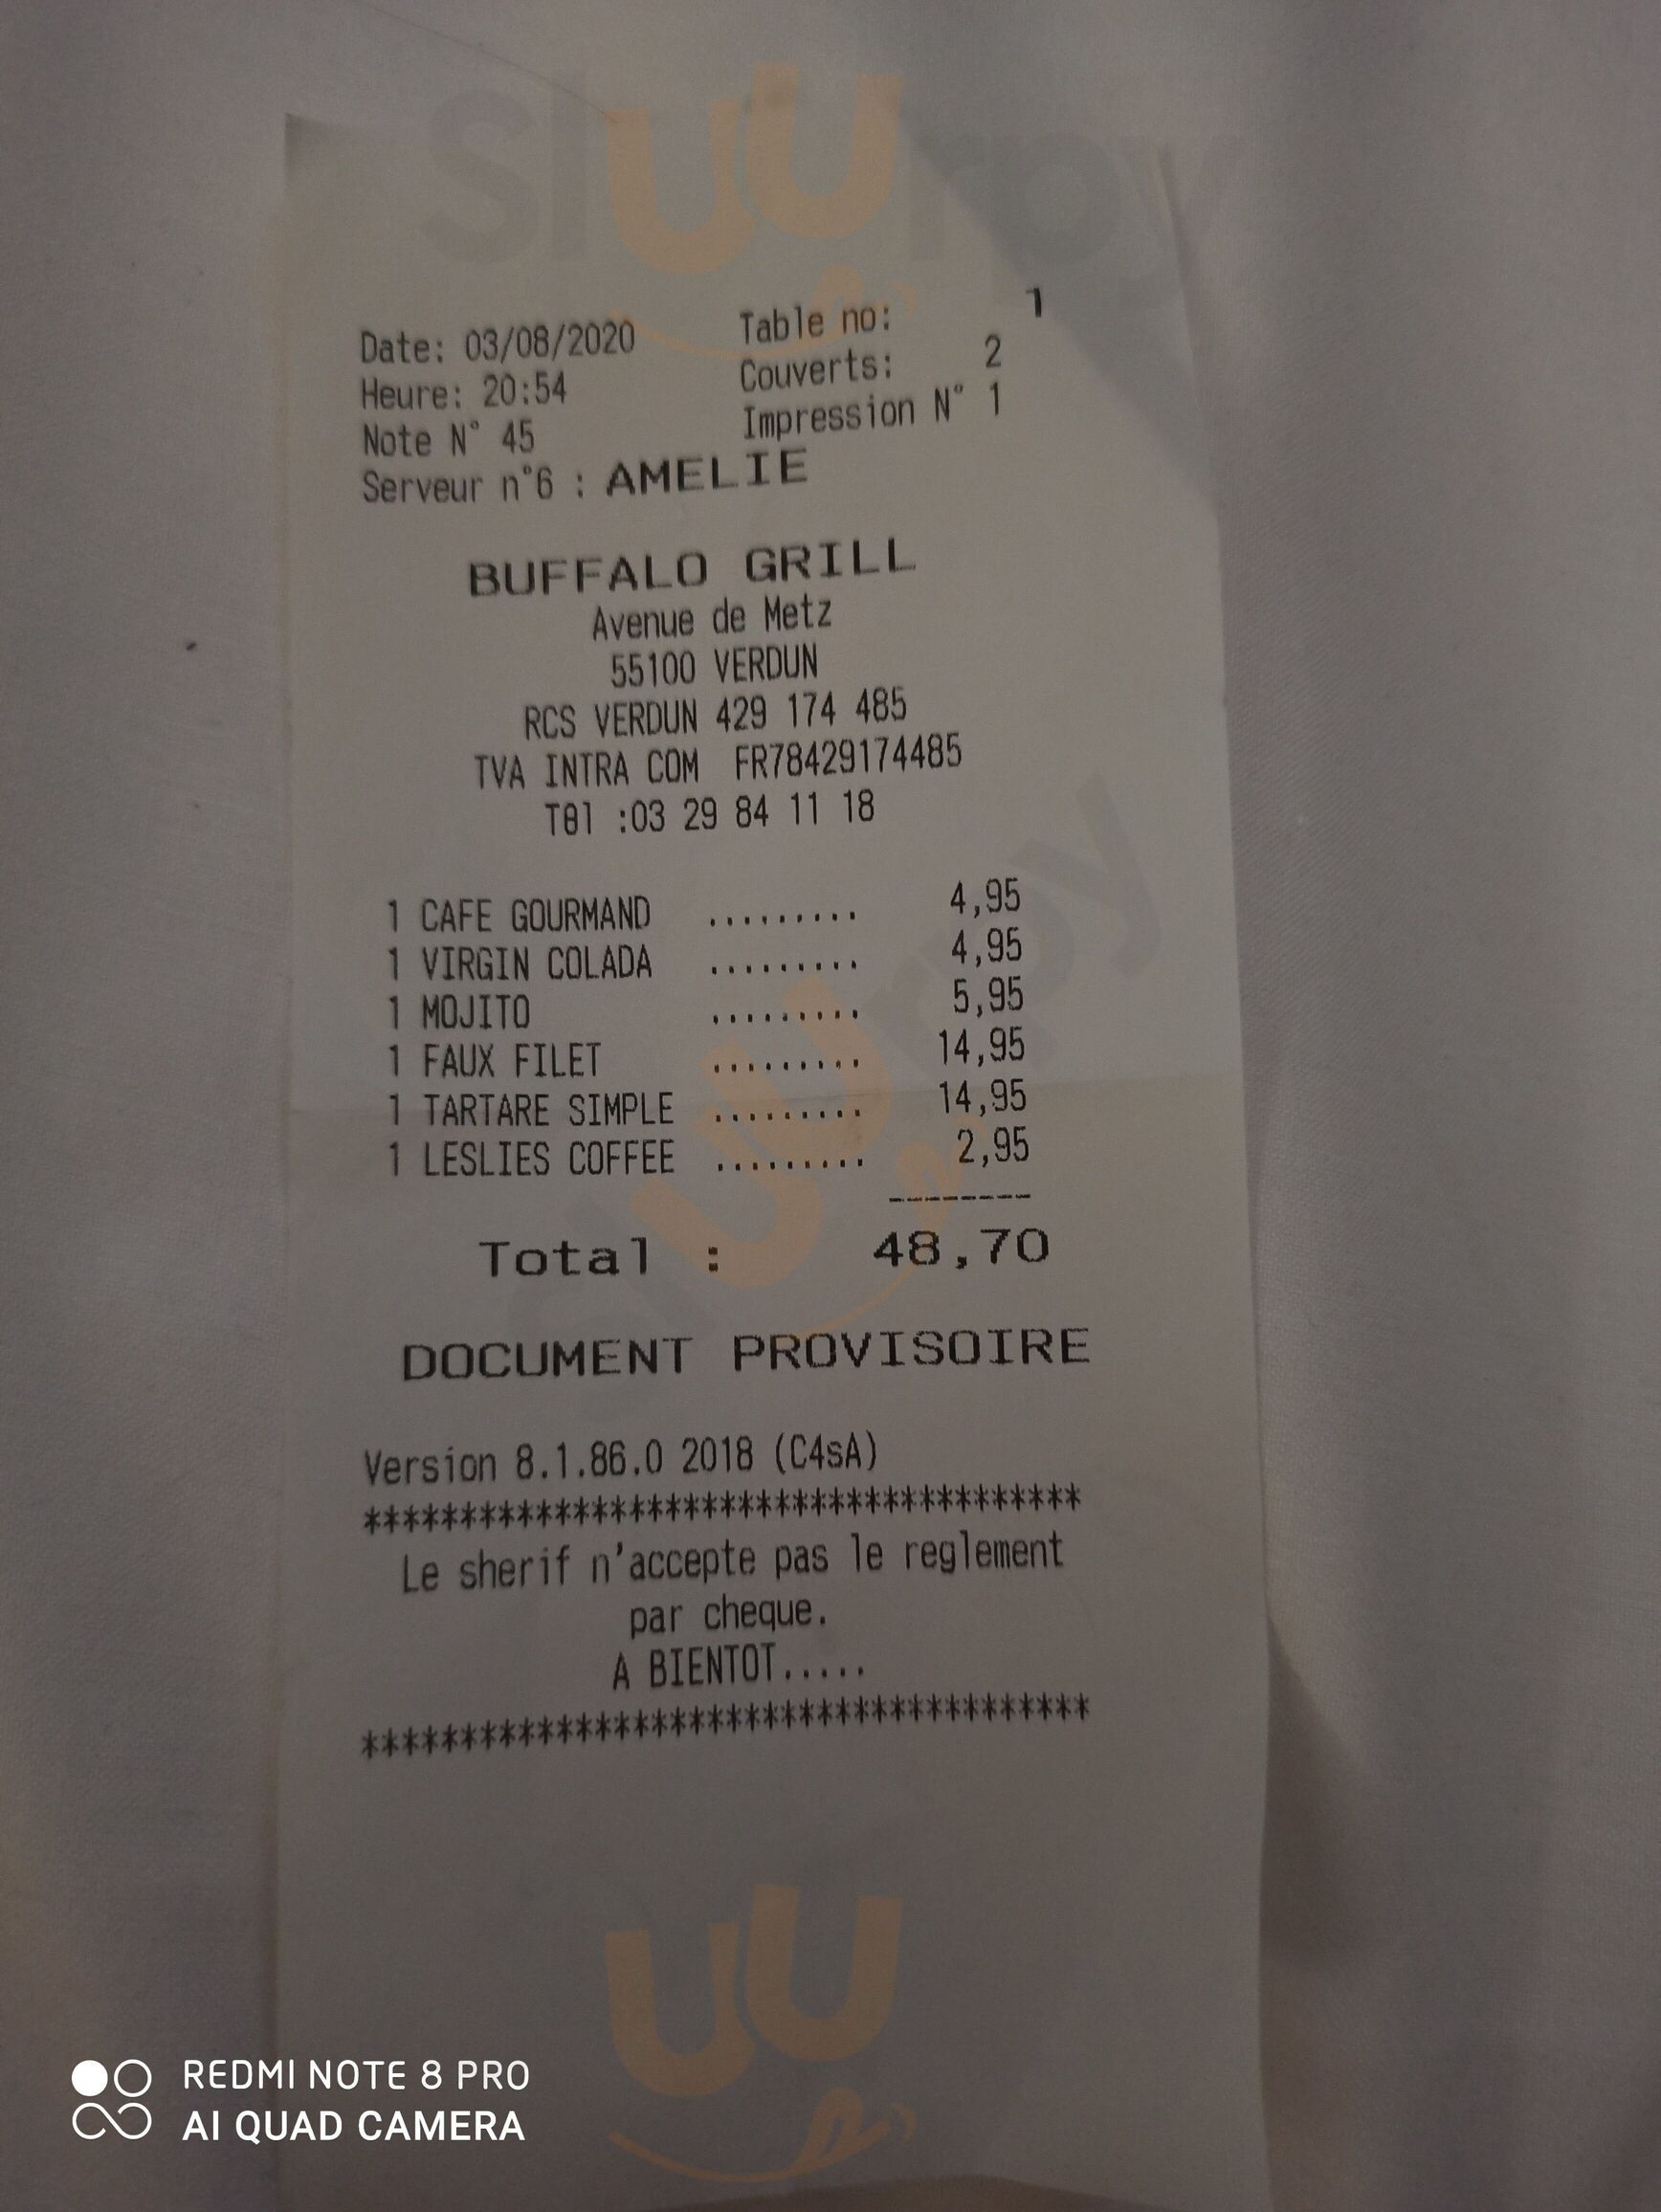 Sluurpy
Date: 03/08/2020 Table no: 1
Heure: 20:54 Couverts: 2
Note N° 45 Impression N° 1
Serveur n°6 : AMELIE
BUFFALO GRILL
Avenue de Metz
55100 VERDUN
RCS VERDUN 429 174 485
TVA INTRA COM FR78429174485
Tθl :03 29 84 11 18
1 CAFE GOURMAND ......... 4,95
1 VIRGIN COLADA ......... 4,95
1 MOJITO ......... 5,95
1 FAUX FILET ......... 14,95
1 TARTARE SIMPLE ......... 14,95
1 LESLIES COFFEE ......... 2,95
--------
Total : 48,70
DOCUMENT PROVISOIRE
Version 8.1.86.0 2018 (C4sA)
***************************************
Le sherif n'accepte pas le reglement
par cheque.
A BIENTOT.....
***************************************
Sluurpy
uu
REDMI NOTE 8 PRO
AI QUAD CAMERA